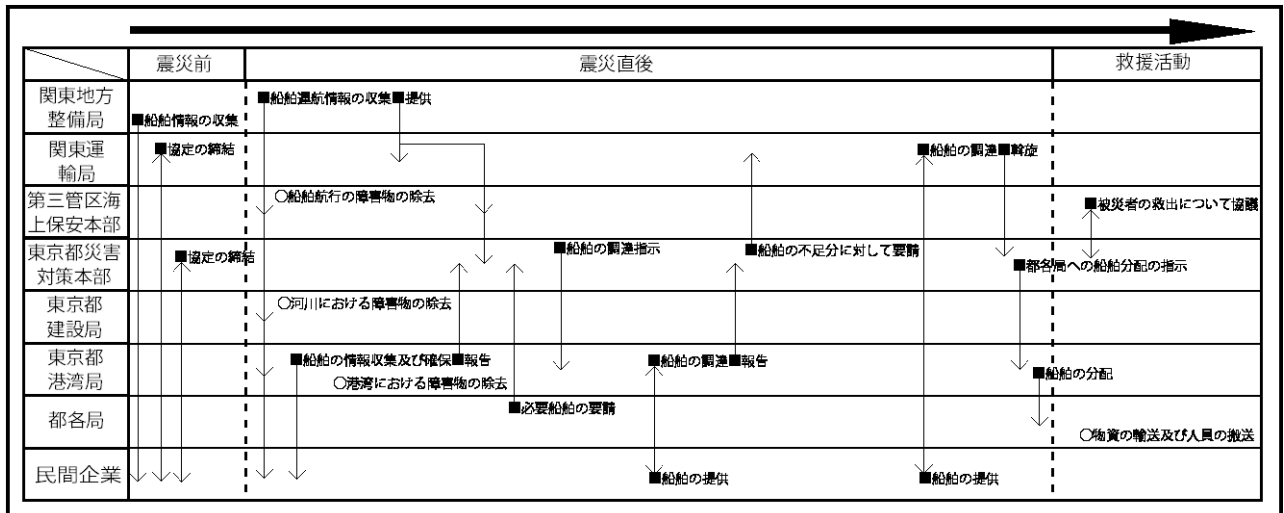 震災前
震災直後
救援活動
関東地方
整備局
■船舶情報の収集
■船舶運航情報の収集■提供
関東運
輸局
■協定の締結
■船舶の調達■斡旋
第三管区海
上保安本部
○船舶航行の障害物の除去
■被災者の救出について協議
東京都災害
対策本部
■協定の締結
■船舶の調達指示
■船舶の不足分に対して要請
■都各局への船舶分配の指示
東京都
建設局
○河川における障害物の除去
東京都
港湾局
■船舶の情報収集及び確保■報告
○港湾における障害物の除去
■船舶の調達■報告
■船舶の分配
都各局
■必要船舶の要請
○物資の輸送及び人員の搬送
民間企業
■船舶の提供
■船舶の提供